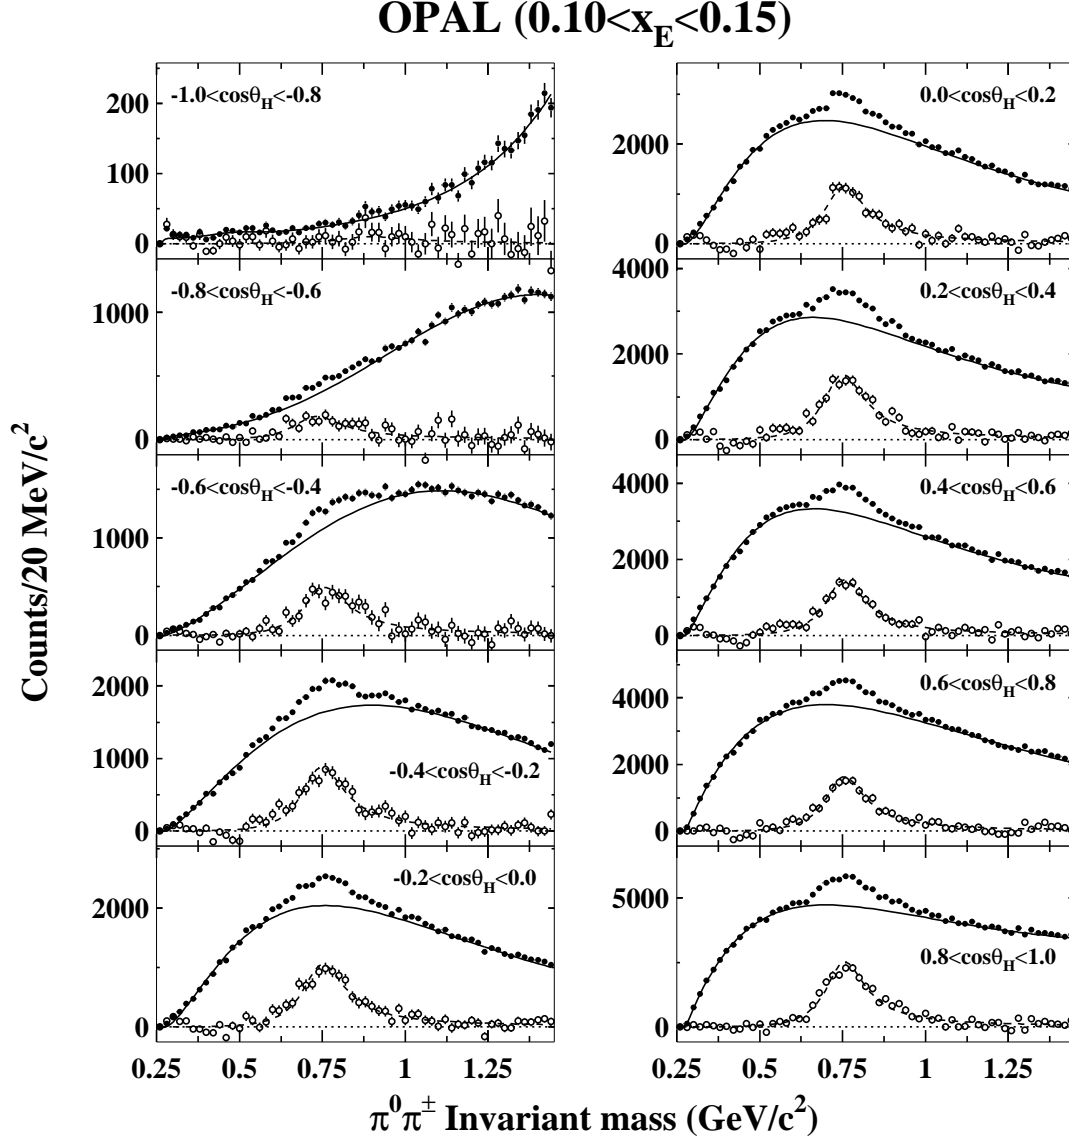 OPAL (0.10<x_E<0.15)
Counts/20 MeV/c²
-1.0<cosθ_H<-0.8
200
100
0
-0.8<cosθ_H<-0.6
1000
0
-0.6<cosθ_H<-0.4
1000
0
2000
1000
-0.4<cosθ_H<-0.2
0
-0.2<cosθ_H<0.0
2000
0
0.25 0.5 0.75 1 1.25
0.0<cosθ_H<0.2
2000
0
4000
0.2<cosθ_H<0.4
2000
0
4000
0.4<cosθ_H<0.6
2000
0
0.6<cosθ_H<0.8
4000
2000
0
5000
0.8<cosθ_H<1.0
0
0.25 0.5 0.75 1 1.25
π⁰π± Invariant mass (GeV/c²)